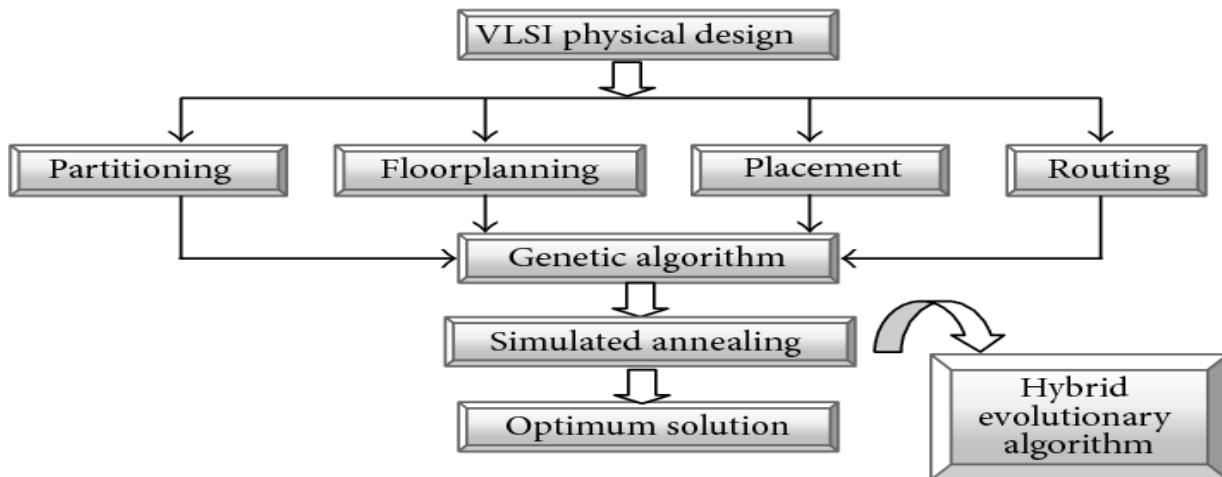 VLSI physical design
Partitioning
Floorplanning
Placement
Routing
Genetic algorithm
Simulated annealing
Optimum solution
Hybrid
evolutionary
algorithm